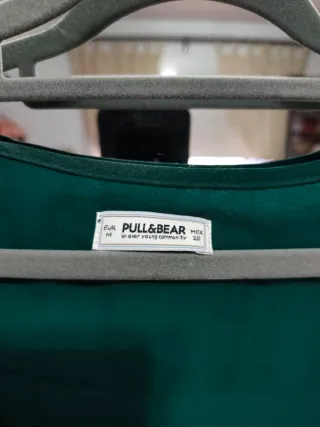 EUR PULL&BEAR MEX
M an ever young community 28